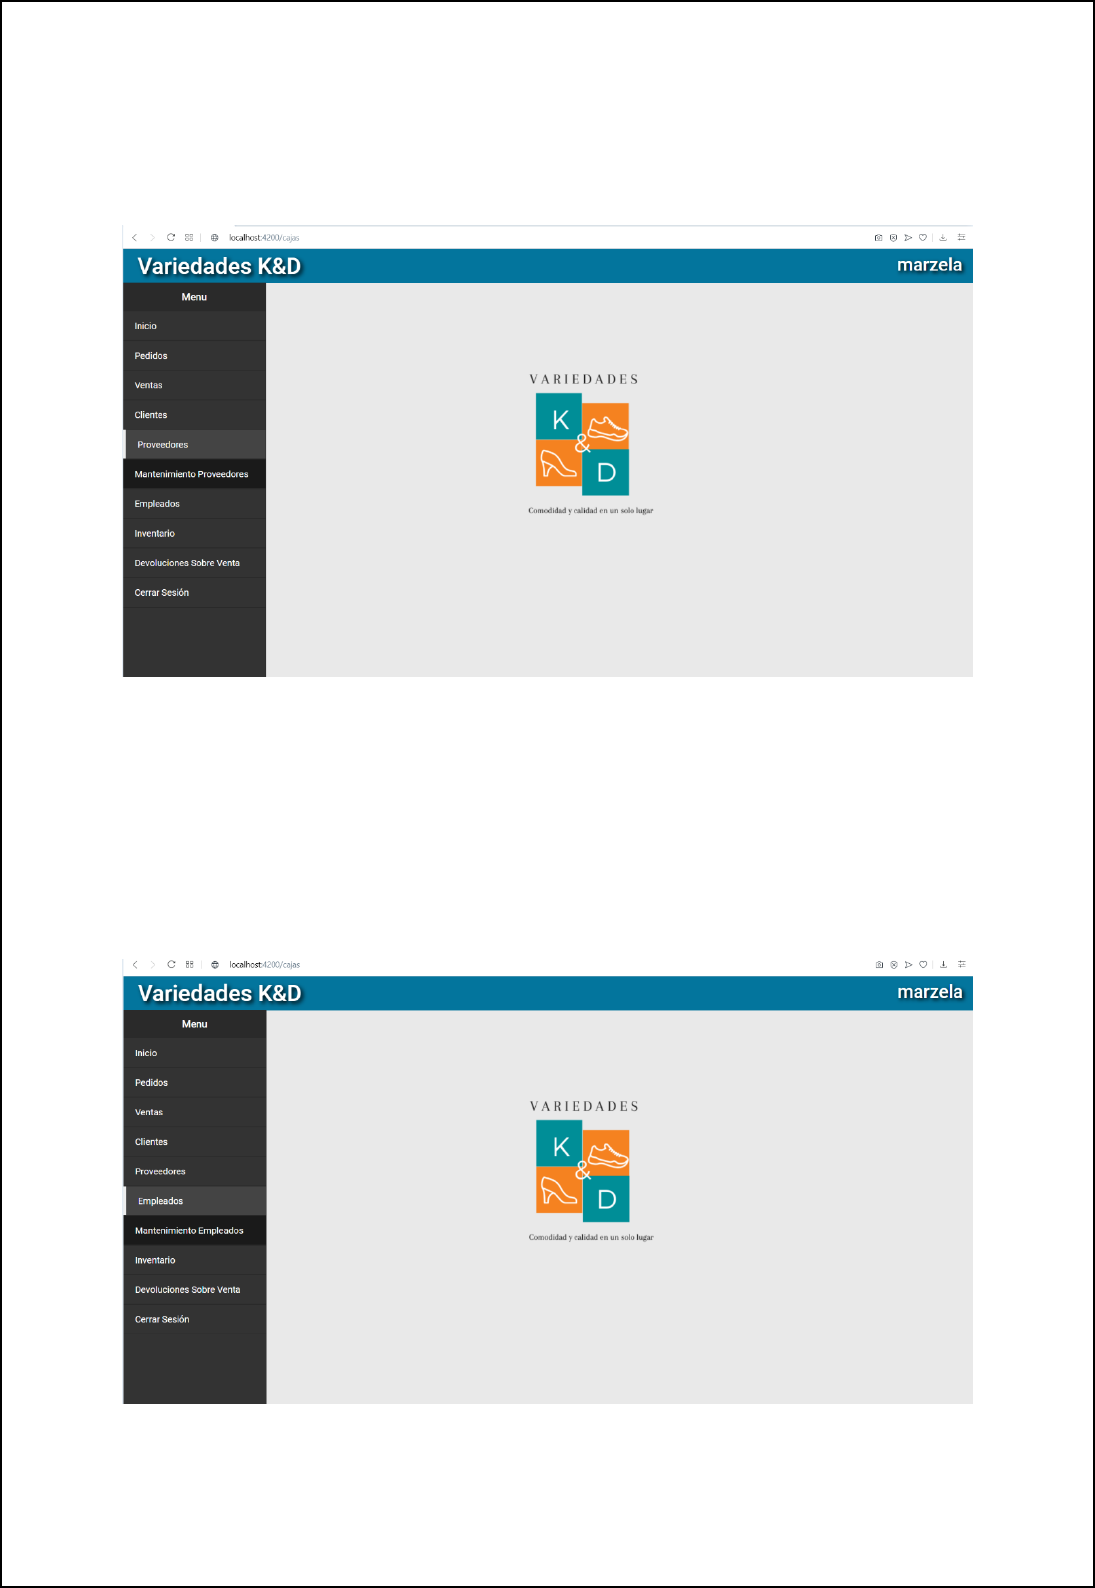 localhost:4200/cajas
Variedades K&D
marzela
Menu
Inicio
Pedidos
Ventas
Clientes
Proveedores
Mantenimiento Proveedores
Empleados
Inventario
Devoluciones Sobre Venta
Cerrar Sesión
VARIEDADES
K
&
D
Comodidad y calidad en un solo lugar
localhost:4200/cajas
Variedades K&D
marzela
Menu
Inicio
Pedidos
Ventas
Clientes
Proveedores
Empleados
Mantenimiento Empleados
Inventario
Devoluciones Sobre Venta
Cerrar Sesión
VARIEDADES
K
&
D
Comodidad y calidad en un solo lugar